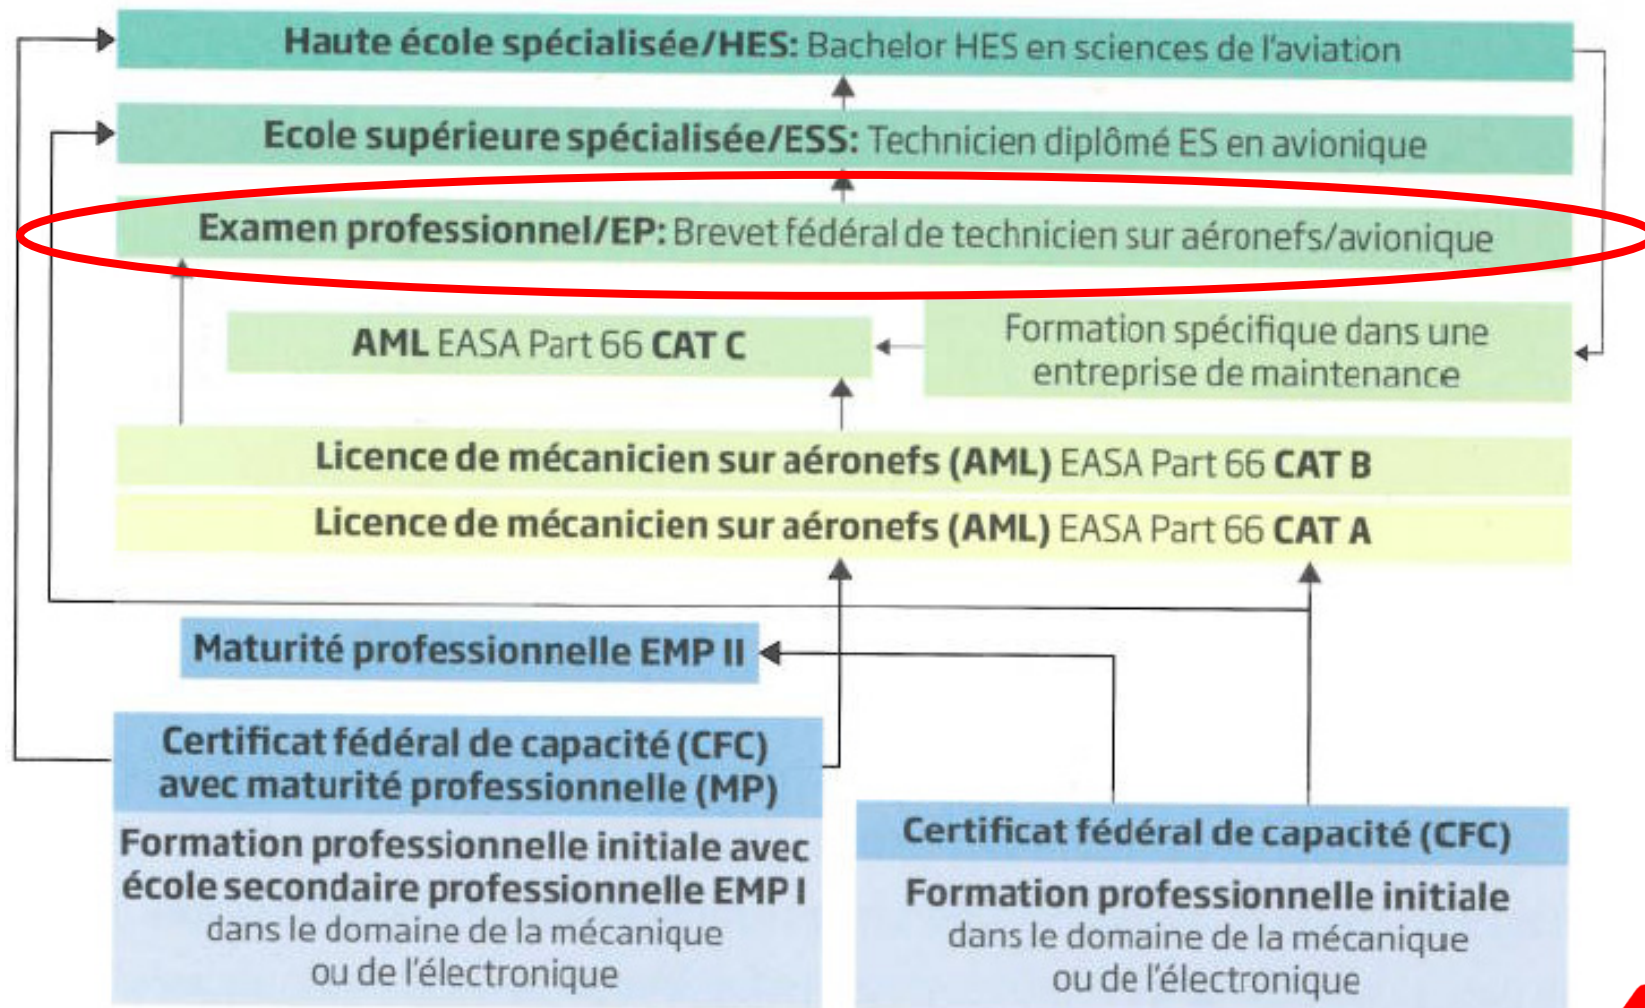 Haute école spécialisée/HES: Bachelor HES en sciences de l'aviation
Ecole supérieure spécialisée/ESS: Technicien diplômé ES en avionique
Examen professionnel/EP: Brevet fédéral de technicien sur aéronefs/avionique
AML EASA Part 66 CAT C
Formation spécifique dans une
entreprise de maintenance
Licence de mécanicien sur aéronefs (AML) EASA Part 66 CAT B
Licence de mécanicien sur aéronefs (AML) EASA Part 66 CAT A
Maturité professionnelle EMP II
Certificat fédéral de capacité (CFC)
avec maturité professionnelle (MP)
Formation professionnelle initiale avec
école secondaire professionnelle EMP I
dans le domaine de la mécanique
ou de l'électronique
Certificat fédéral de capacité (CFC)
Formation professionnelle initiale
dans le domaine de la mécanique
ou de l'électronique